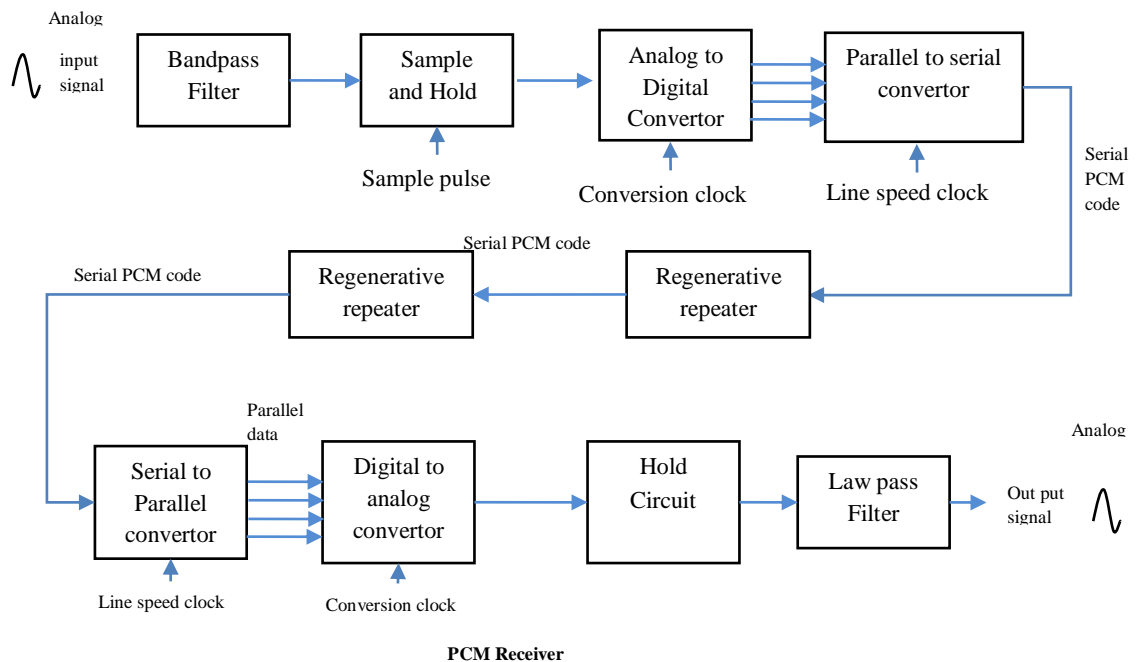 Analog
input
signal
Bandpass
Filter
Sample
and Hold
Analog to
Digital
Convertor
Parallel to serial
convertor
Sample pulse
Conversion clock
Line speed clock
Serial
PCM
code
Serial PCM code
Regenerative
repeater
Serial PCM code
Regenerative
repeater
Parallel
data
Serial to
Parallel
convertor
Digital to
analog
convertor
Hold
Circuit
Law pass
Filter
Analog
Out put
signal
Line speed clock
Conversion clock
PCM Receiver